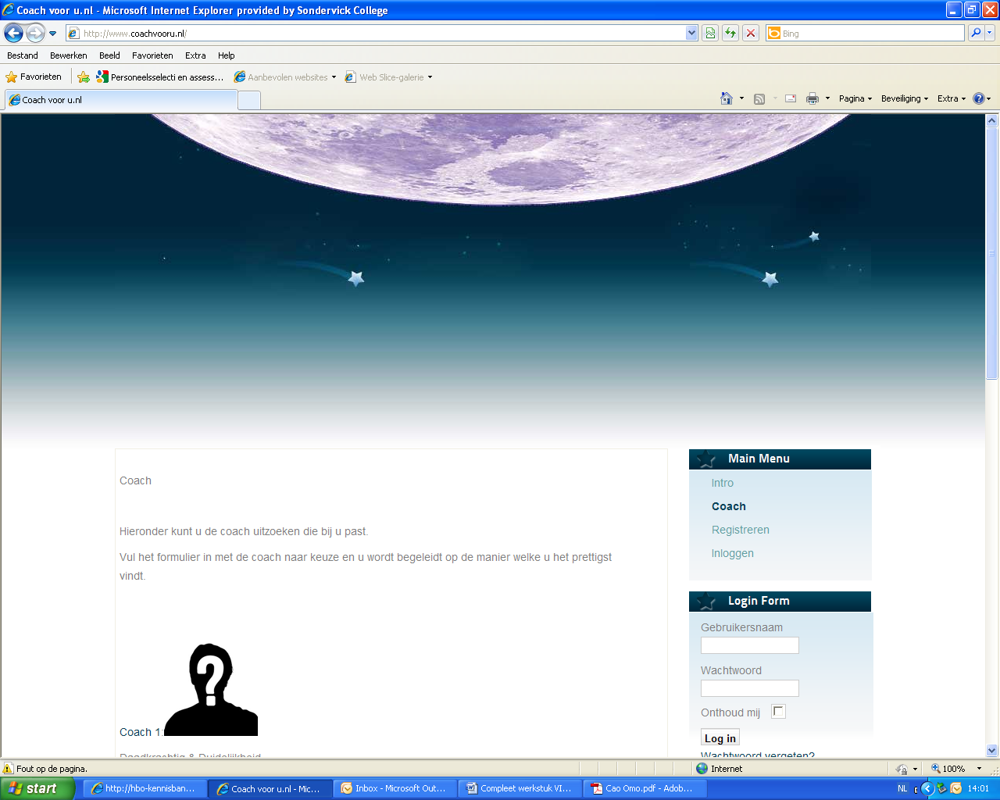 Coach voor u.nl - Microsoft Internet Explorer provided by Sondervick College
http://www.coachvooru.nl/
Bing
Bestand Bewerken Beeld Favorieten Extra Help
Favorieten Personeelsselecti en assess... Aanbevolen websites Web Slice-galerie
Coach voor u.nl
Pagina Beveiliging Extra
Coach
Hieronder kunt u de coach uitzoeken die bij u past.
Vul het formulier in met de coach naar keuze en u wordt begeleidt op de manier welke u het prettigst
vindt.
?
Coach 1:
Daadkrachtig & Duidelijkheid
Main Menu
Intro
Coach
Registreren
Inloggen
Login Form
Gebruikersnaam
Wachtwoord
Onthoud mij
Log in
Wachtwoord vergeten?
Fout op de pagina.
Internet
100%
start
http://hbo-kennisban...
Coach voor u.nl - Mic...
Inbox - Microsoft Out...
Compleet werkstuk VI...
Cao Omo.pdf - Adob...
NL
14:01